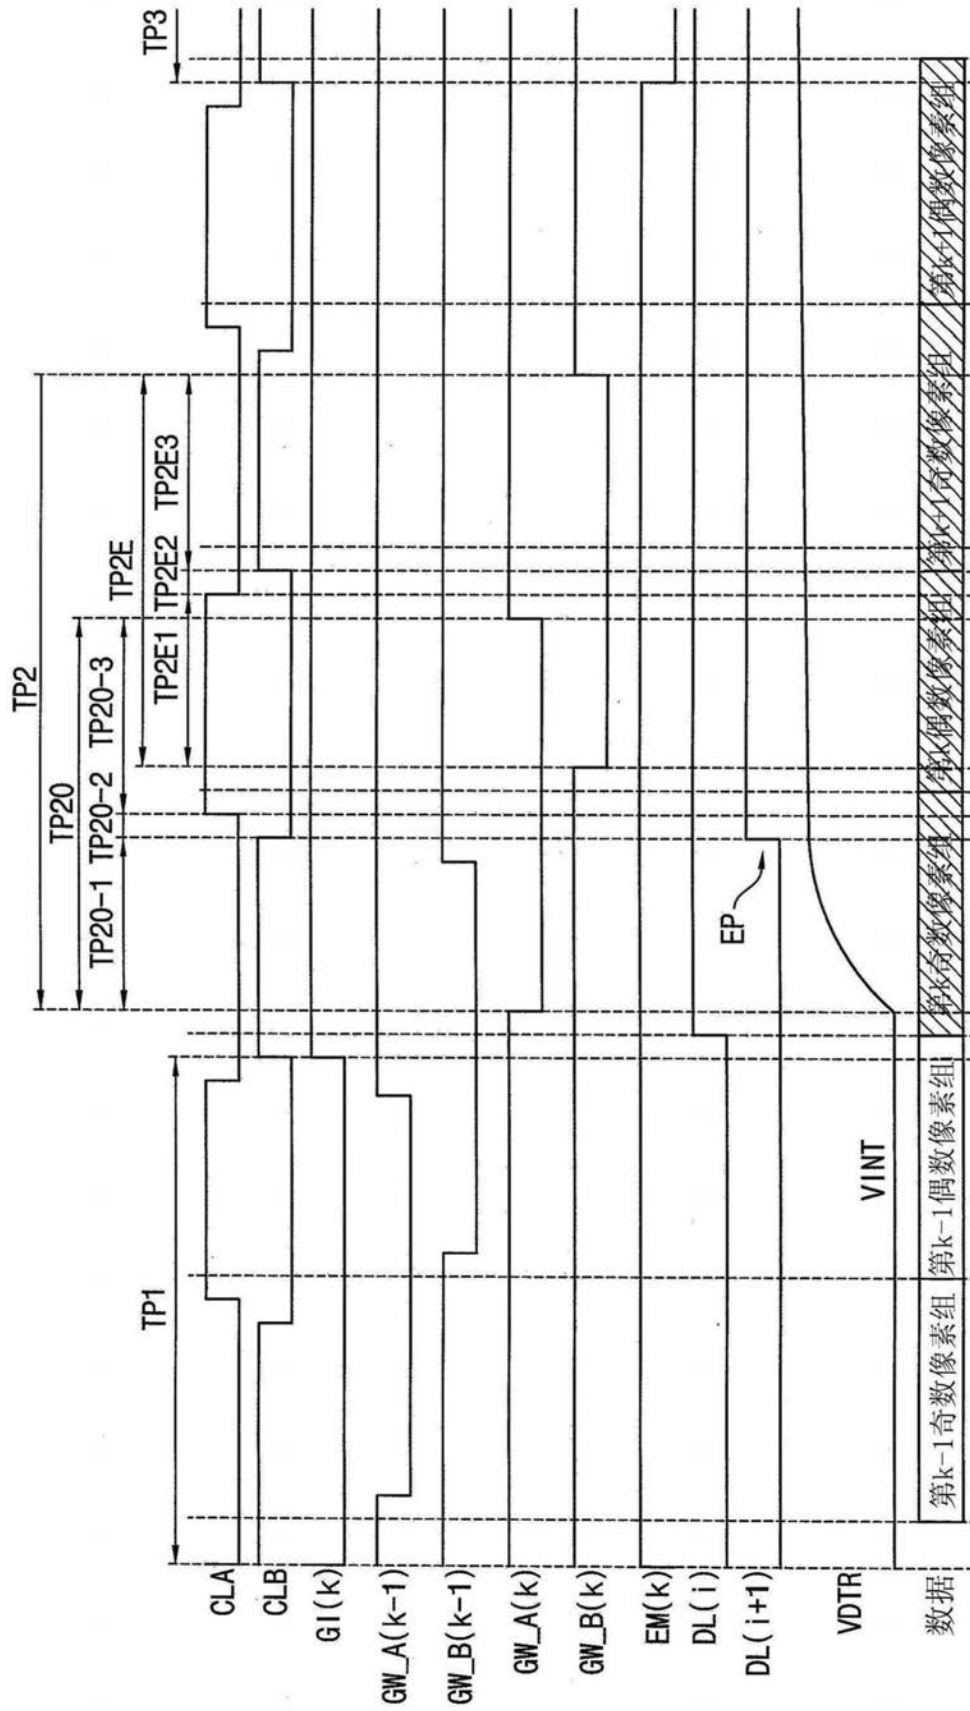 TP2
TP20
TP2E
TP1
TP20-1
TP20-2
TP20-3
TP3
TP2E1
TP2E2
TP2E3
CLA
CLB
GI(k)
GW_A(k-1)
GW_B(k-1)
GW_A(k)
GW_B(k)
EM(k)
DL(i)
DL(i+1)
EP
VDTR
VINT
数据
第k-1奇数像素组
第k-1偶数像素组
第k奇数像素组
第k偶数像素组
第k+1奇数像素组
第k+1偶数像素组